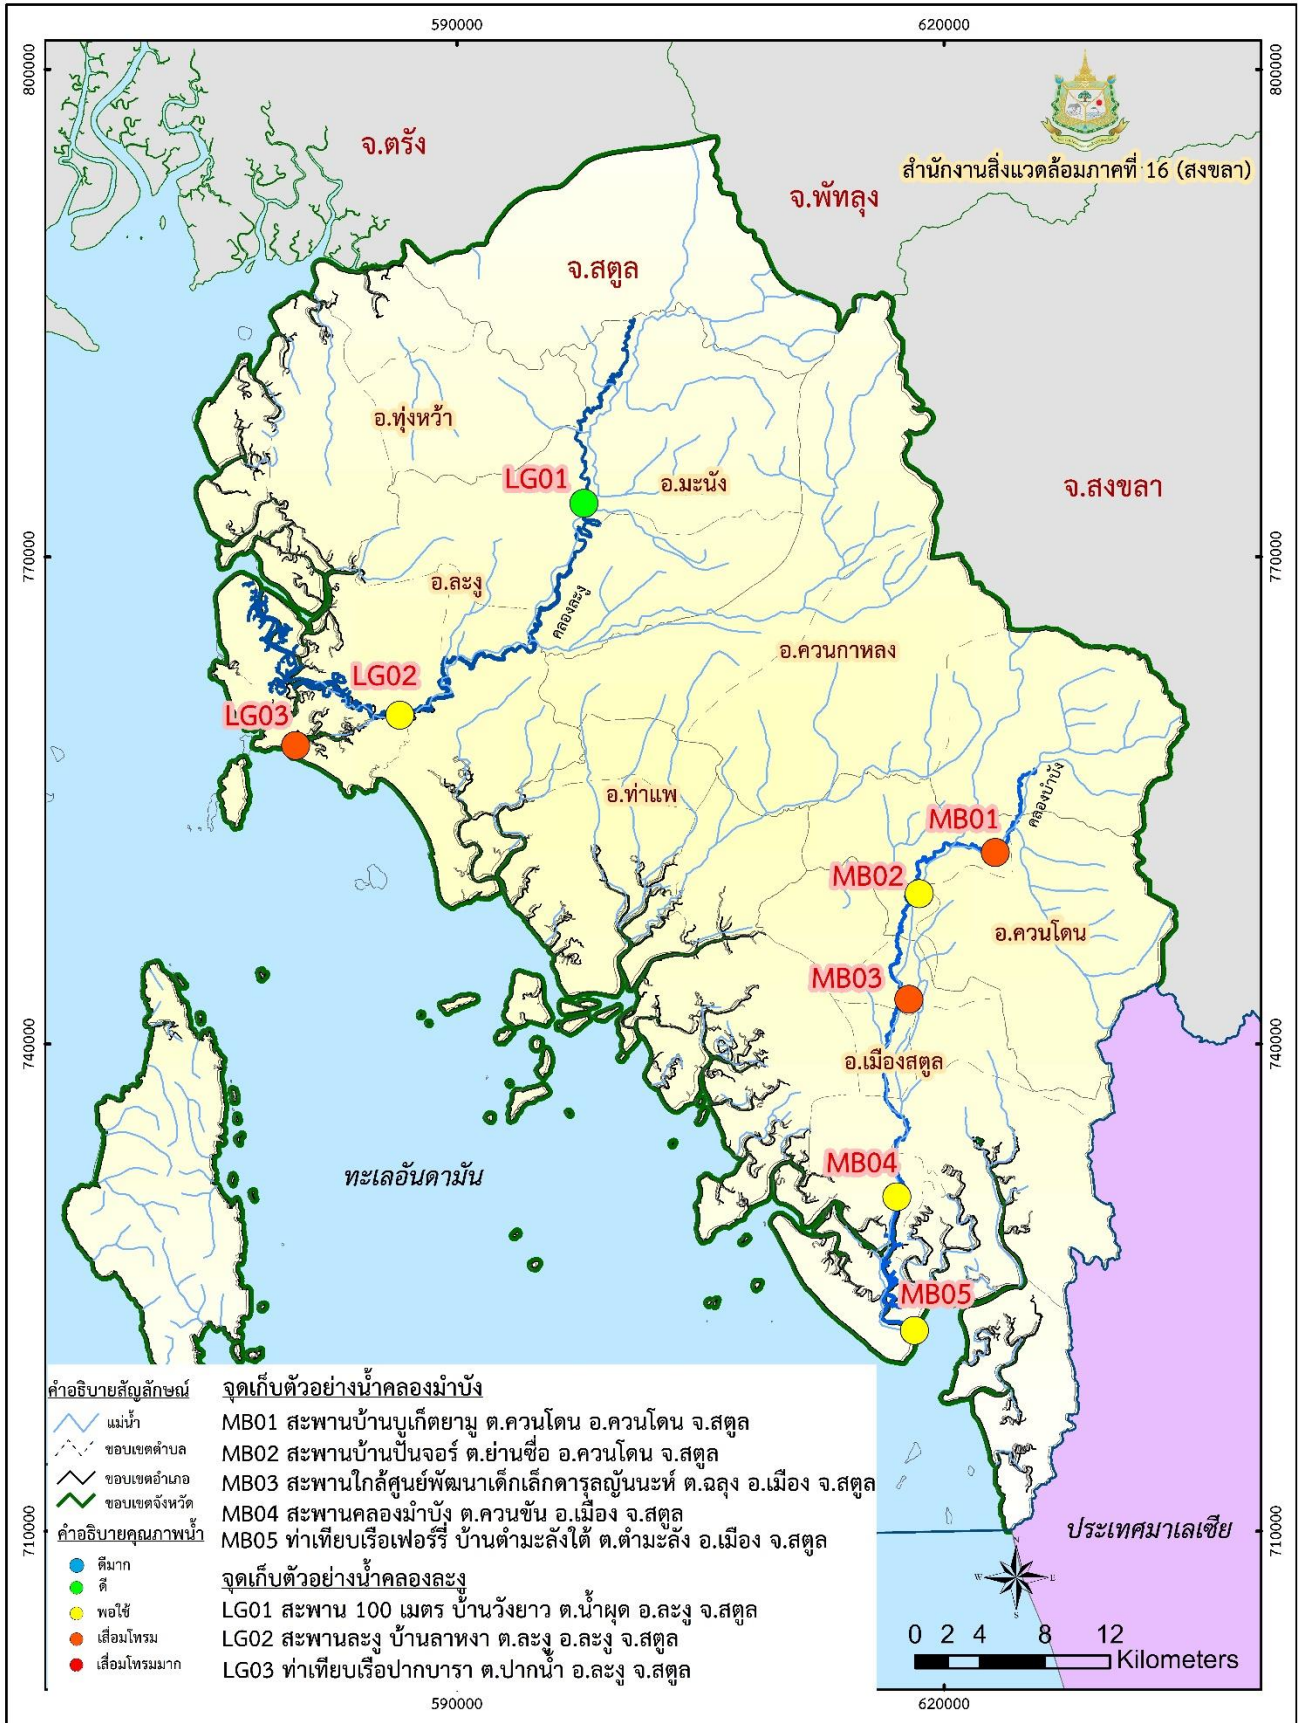 590000
620000
800000
800000
จ.ตรัง
สำนักงานสิ่งแวดล้อมภาคที่ 16 (สงขลา)
จ.พัทลุง
จ.สตูล
อ.ทุ่งหว้า
LG01
อ.มะนัง
จ.สงขลา
770000
770000
อ.ละงู
คลองละงู
อ.ควนกาหลง
LG02
LG03
อ.ท่าแพ
คลองบำบัง
MB01
MB02
อ.ควนโดน
MB03
740000
740000
อ.เมืองสตูล
ทะเลอันดามัน
MB04
MB05
คำอธิบายสัญลักษณ์
แม่น้ำ
ขอบเขตตำบล
ขอบเขตอำเภอ
ขอบเขตจังหวัด
คำอธิบายคุณภาพน้ำ
ดีมาก
ดี
พอใช้
เสื่อมโทรม
เสื่อมโทรมมาก
จุดเก็บตัวอย่างน้ำคลองมำบัง
MB01 สะพานบ้านบูเก็ตยามู ต.ควนโดน อ.ควนโดน จ.สตูล
MB02 สะพานบ้านปันจอร์ ต.ย่านซื่อ อ.ควนโดน จ.สตูล
MB03 สะพานใกล้ศูนย์พัฒนาเด็กเล็กดารุลญันนะห์ ต.ฉลุง อ.เมือง จ.สตูล
MB04 สะพานคลองมำบัง ต.ควนขัน อ.เมือง จ.สตูล
MB05 ท่าเทียบเรือเฟอร์รี่ บ้านตำมะลังใต้ ต.ตำมะลัง อ.เมือง จ.สตูล
จุดเก็บตัวอย่างน้ำคลองละงู
LG01 สะพาน 100 เมตร บ้านวังยาว ต.น้ำผุด อ.ละงู จ.สตูล
LG02 สะพานละงู บ้านลาหงา ต.ละงู อ.ละงู จ.สตูล
LG03 ท่าเทียบเรือปากบารา ต.ปากน้ำ อ.ละงู จ.สตูล
710000
710000
ประเทศมาเลเซีย
N
W
E
S
0 2 4 8 12
Kilometers
590000
620000